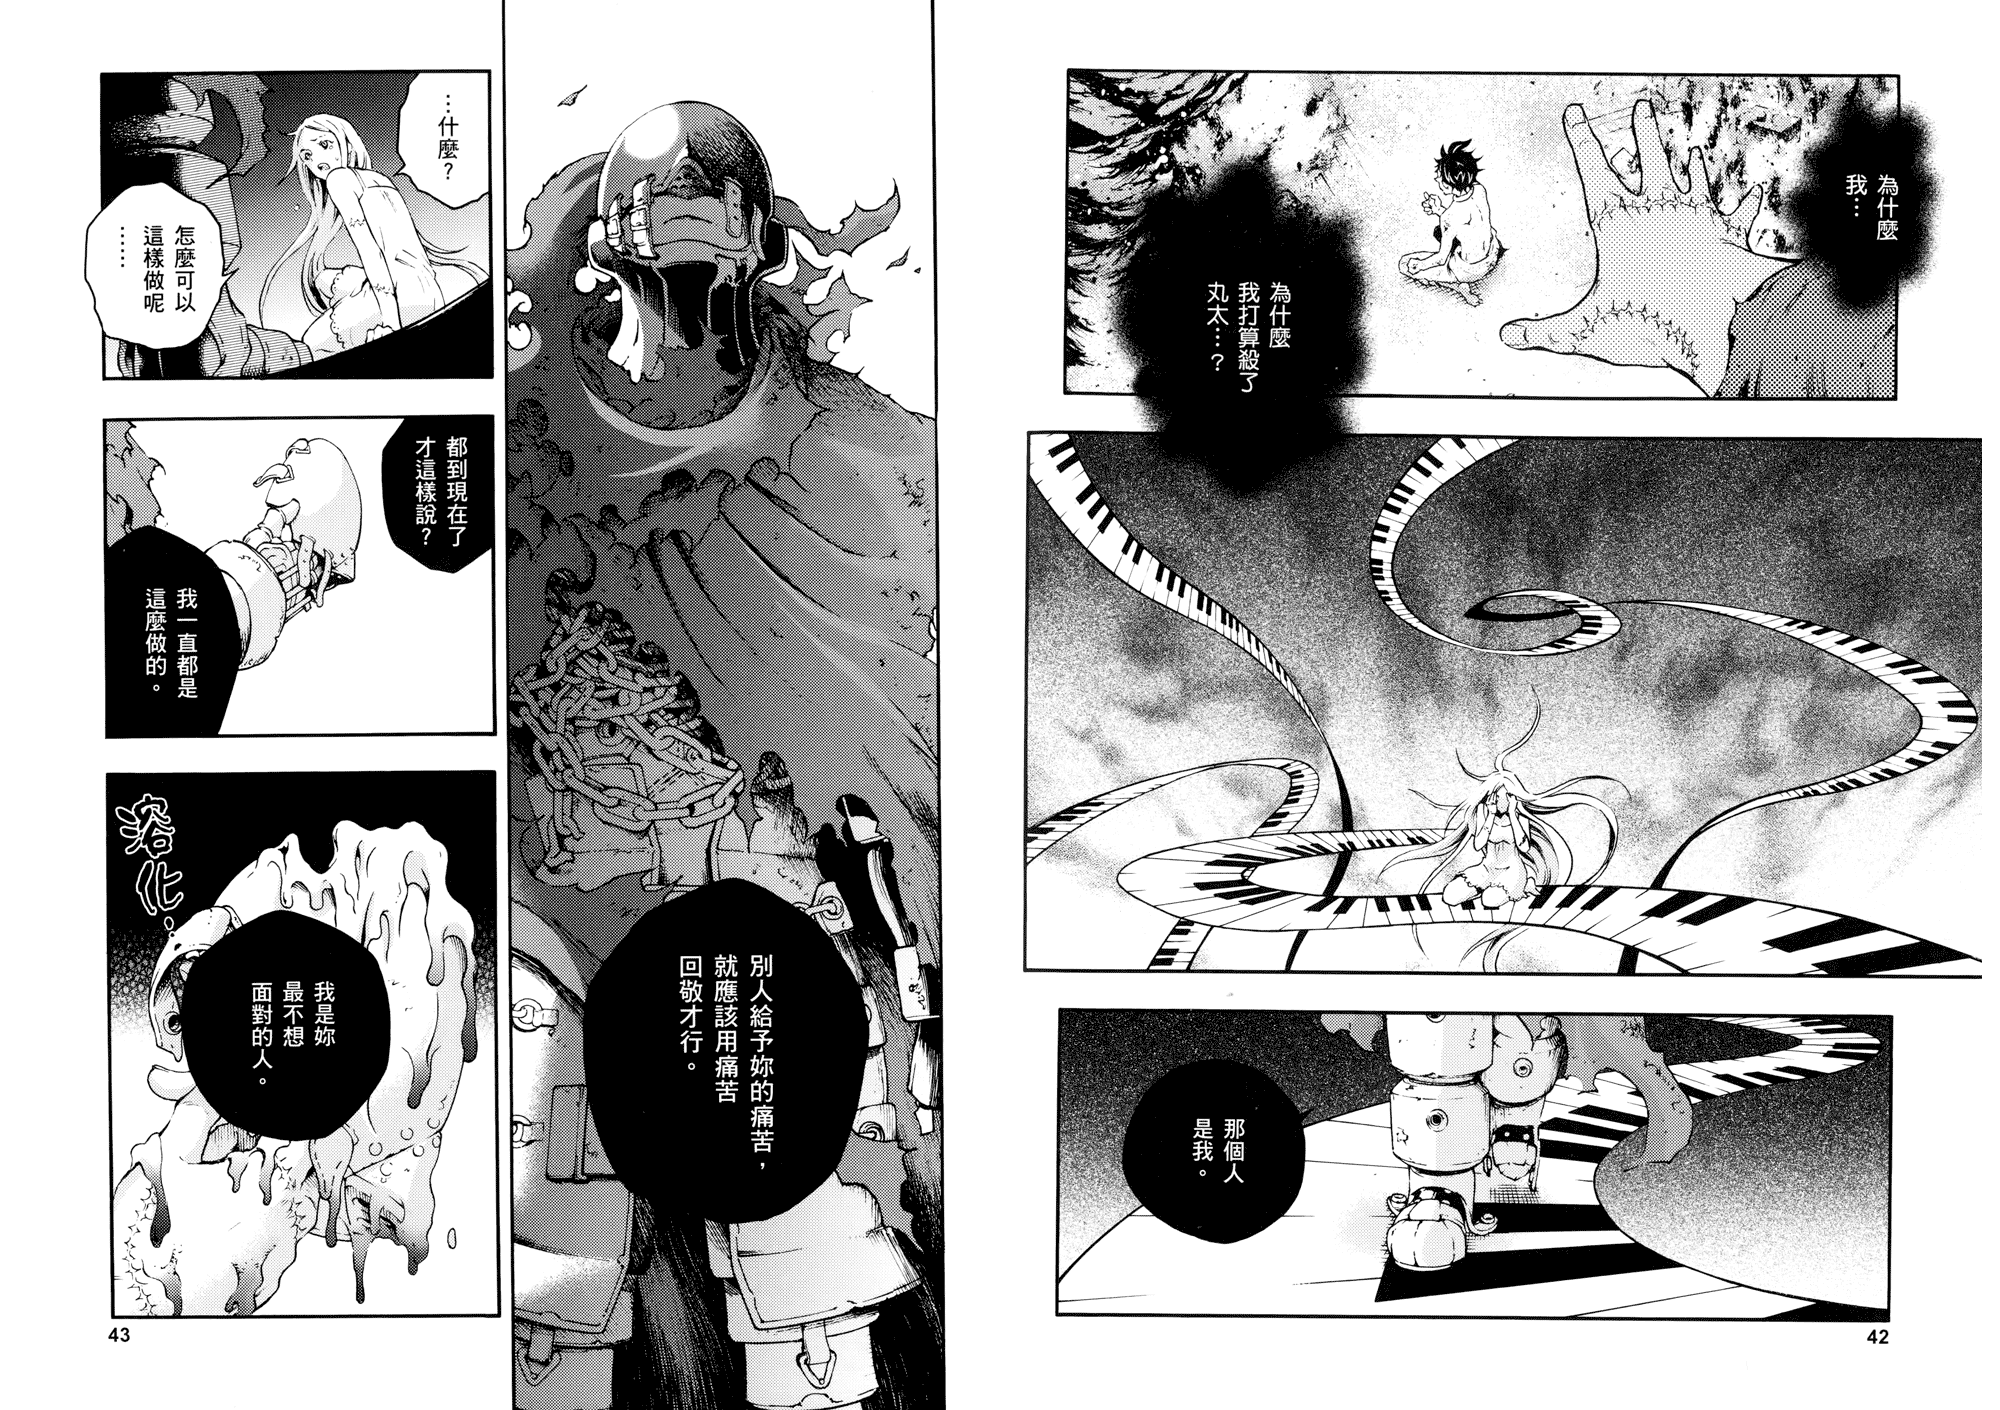 為什麼
我…
為什麼
我打算殺了
丸太…？
那個人
是我。
42
別人給予妳的痛苦，
就應該用痛苦
回敬才行。
…什麼？
怎麼可以
這樣做呢
……
都到現在了
才這樣說？
我一直都是
這麼做的。
溶化…
我是妳
最不想
面對的人。
43